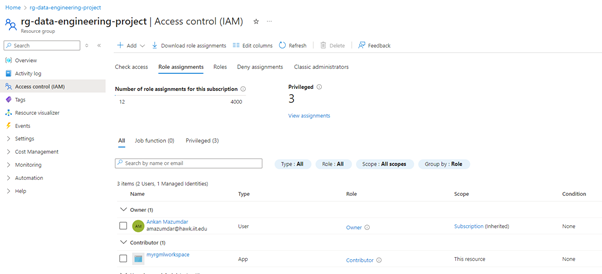 Home > rg-data-engineering-project >
rg-data-engineering-project | Access control (IAM)
Resource group
Search
Add
Download role assignments
Edit columns
Refresh
Delete
Feedback
Overview
Activity log
Access control (IAM)
Tags
Resource visualizer
Events
Settings
Cost Management
Monitoring
Automation
Help
Check access
Role assignments
Roles
Deny assignments
Classic administrators
Number of role assignments for this subscription
12
4000
Privileged
3
View assignments
All
Job function (0)
Privileged (3)
Search by name or email
Type : All
Role : All
Scope : All scopes
Group by : Role
3 items (2 Users, 1 Managed Identities)
Name Type Role Scope Condition
Owner (1)
Ankan Mazumdar
amazumdar@hawk.iit.edu
User
Owner
Subscription (Inherited)
None
Contributor (1)
App
Contributor
This resource
None